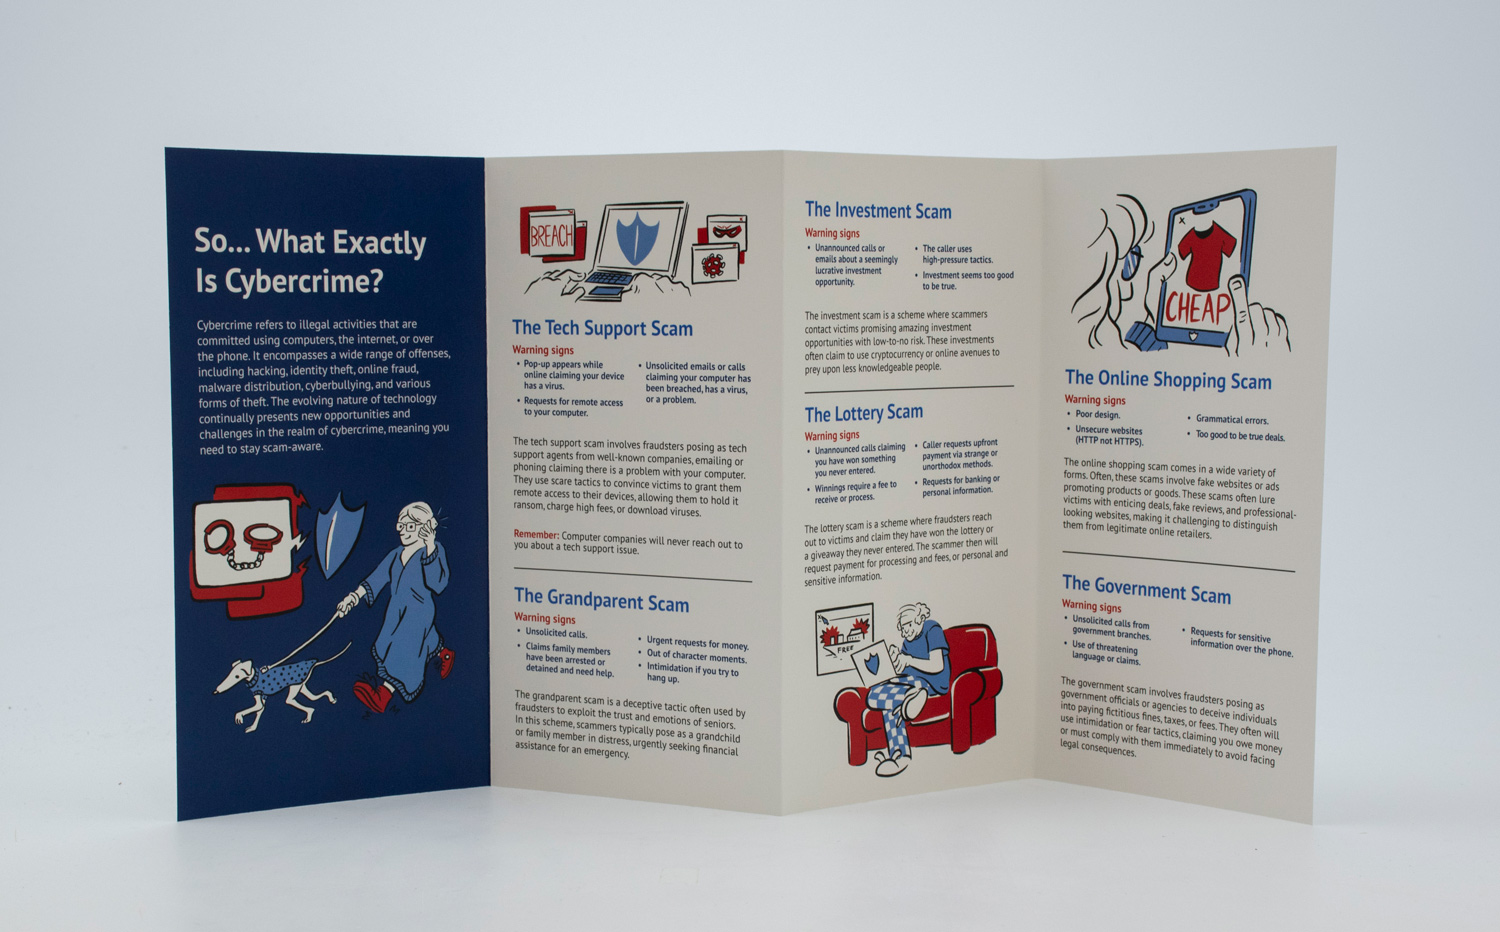 So... What Exactly
Is Cybercrime?
Cybercrime refers to illegal activities that are
committed using computers, the internet, or over
the phone. It encompasses a wide range of offenses,
including hacking, identity theft, online fraud,
malware distribution, cyberbullying, and various
forms of theft. The evolving nature of technology
continually presents new opportunities and
challenges in the realm of cybercrime, meaning you
need to stay scam-aware.
BREACH
The Tech Support Scam
Warning signs
• Pop-up appears while
online claiming your device
has a virus.
• Requests for remote access
to your computer.
• Unsolicited emails or calls
claiming your computer has
been breached, has a virus,
or a problem.
The tech support scam involves fraudsters posing as tech
support agents from well-known companies, emailing or
phoning claiming there is a problem with your computer.
They use scare tactics to convince victims to grant them
remote access to their devices, allowing them to hold it
ransom, charge high fees, or download viruses.
Remember: Computer companies will never reach out to
you about a tech support issue.
The Grandparent Scam
Warning signs
• Unsolicited calls.
• Claims family members
have been arrested or
detained and need help.
• Urgent requests for money.
• Out of character moments.
• Intimidation if you try to
hang up.
The grandparent scam is a deceptive tactic often used by
fraudsters to exploit the trust and emotions of seniors.
In this scheme, scammers typically pose as a grandchild
or family member in distress, urgently seeking financial
assistance for an emergency.
The Investment Scam
Warning signs
• Unannounced calls or
emails about a seemingly
lucrative investment
opportunity.
• The caller uses
high-pressure tactics.
• Investment seems too good
to be true.
The investment scam is a scheme where scammers
contact victims promising amazing investment
opportunities with low-to-no risk. These investments
often claim to use cryptocurrency or online avenues to
prey upon less knowledgeable people.
The Lottery Scam
Warning signs
• Unannounced calls claiming
you have won something
you never entered.
• Winnings require a fee to
receive or process.
• Caller requests upfront
payment via strange or
unorthodox methods.
• Requests for banking or
personal information.
The lottery scam is a scheme where fraudsters reach
out to victims and claim they have won the lottery or
a giveaway they never entered. The scammer then will
request payment for processing and fees, or personal and
sensitive information.
FREE
CHEAP
The Online Shopping Scam
Warning signs
• Poor design.
• Unsecure websites
(HTTP not HTTPS).
• Grammatical errors.
• Too good to be true deals.
The online shopping scam comes in a wide variety of
forms. Often, these scams involve fake websites or ads
promoting products or goods. These scams often lure
victims with enticing deals, fake reviews, and professional-
looking websites, making it challenging to distinguish
them from legitimate online retailers.
The Government Scam
Warning signs
• Unsolicited calls from
government branches.
• Use of threatening
language or claims.
• Requests for sensitive
information over the phone.
The government scam involves fraudsters posing as
government officials or agencies to deceive individuals
into paying fictitious fines, taxes, or fees. They often will
use intimidation or fear tactics, claiming you owe money
or must comply with them immediately to avoid facing
legal consequences.